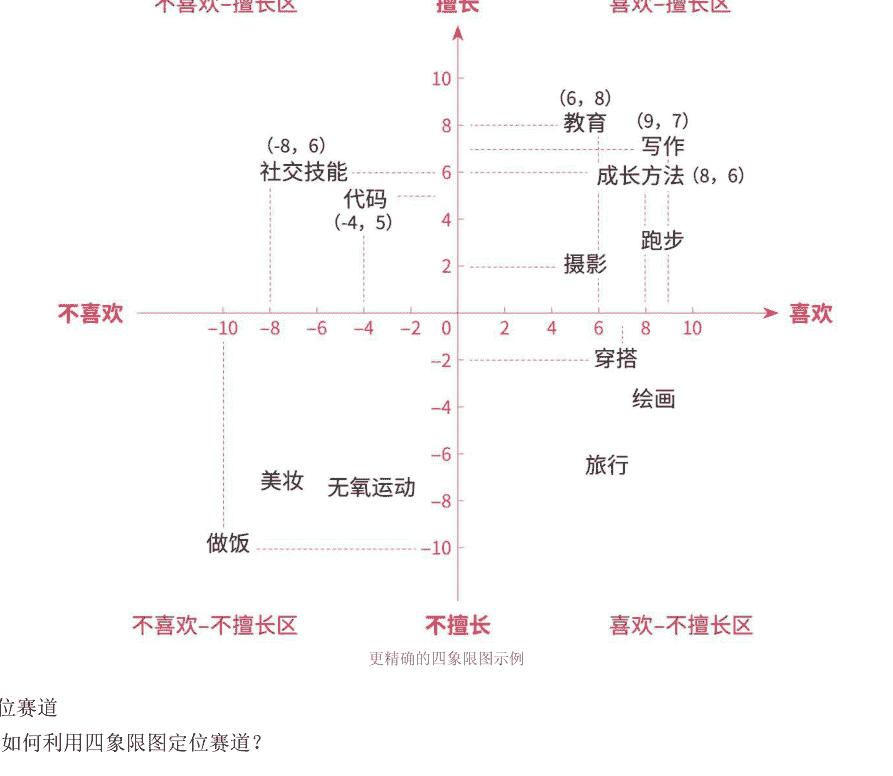 不喜欢-擅长区 擅长 喜欢-擅长区
10
(6，8)
8 教育 (9，7)
(-8，6) 写作
社交技能 6 成长方法(8，6)
代码
(-4，5) 4
跑步
2 摄影
不喜欢 喜欢
-10 -8 -6 -4 -2 0 2 4 6 8 10
-2 穿搭
-4 绘画
-6 旅行
美妆 无氧运动
-8
做饭 -10
不喜欢-不擅长区 不擅长 喜欢-不擅长区
更精确的四象限图示例
位赛道
如何利用四象限图定位赛道？